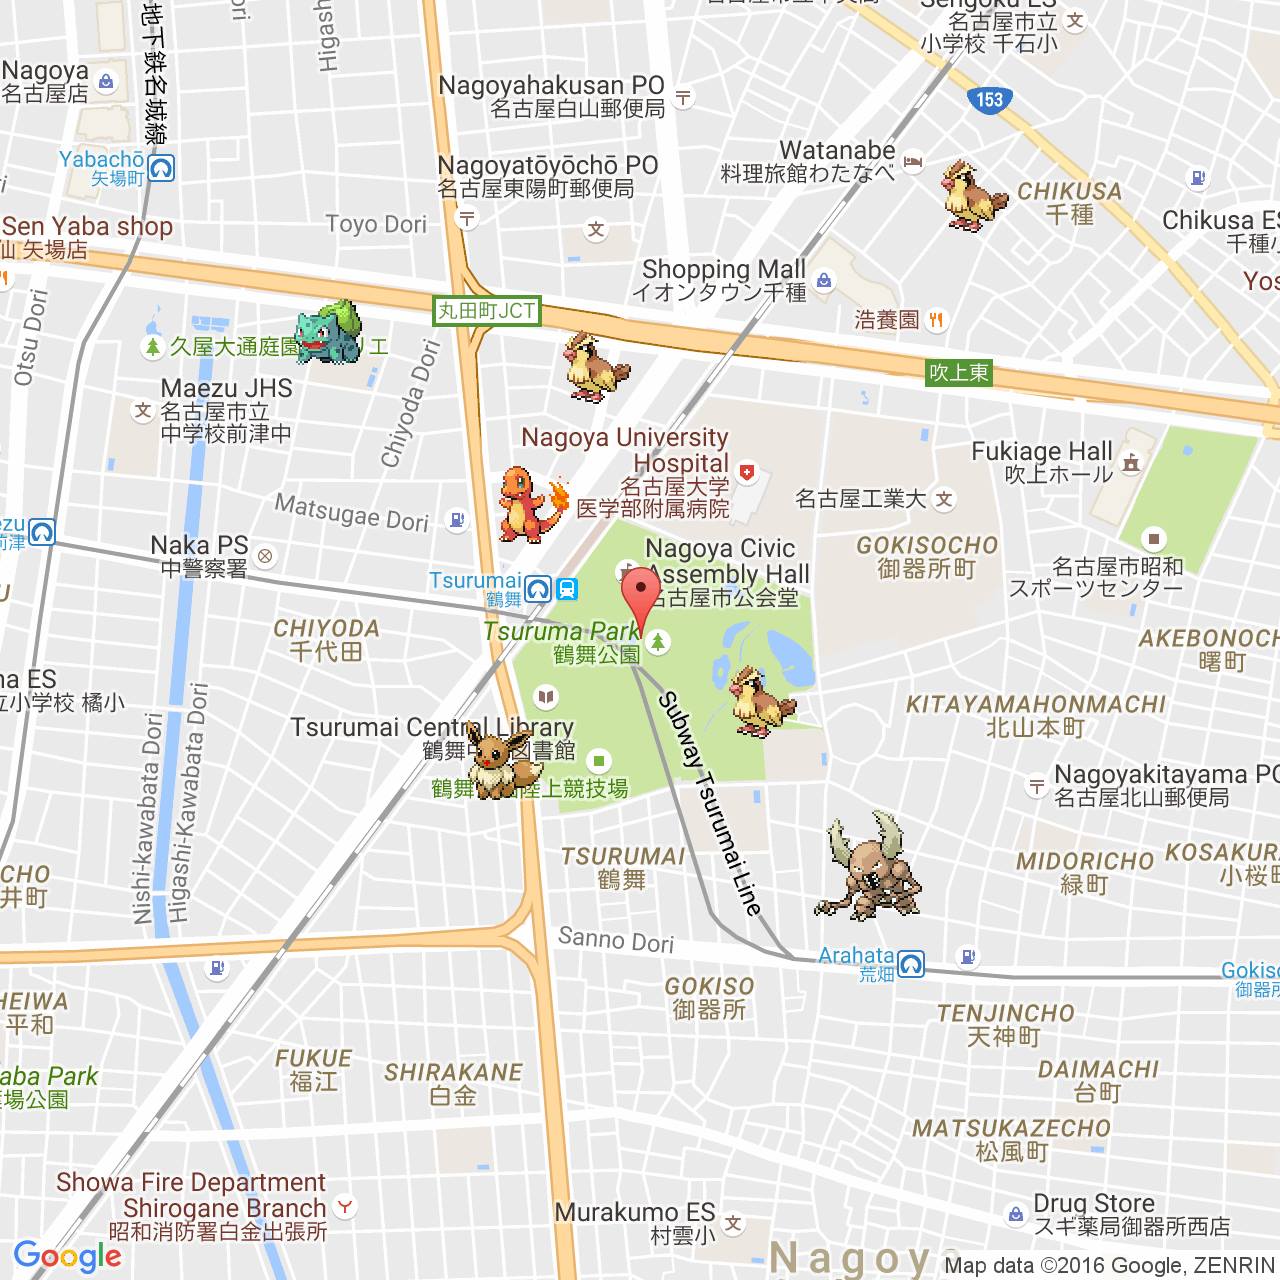 地下鉄名城線
ori
Higash
Sengoku ES
名古屋市立
小学校 千石小
Nagoya
名古屋店
Nagoyahakusan PO
名古屋白山郵便局
153
Yabachō
矢場町
Nagoyatōyōchō PO
名古屋東陽町郵便局
Watanabe
料理旅館わたなべ
CHIKUSA
千種
Sen Yaba shop
仙 矢場店
Toyo Dori
Chikusa ES
千種小
Shopping Mall
イオンタウン千種
Yos
Otsu Dori
丸田町JCT
浩養園
久屋大通庭園
エ
吹上東
Maezu JHS
名古屋市立
中学校前津中
Chiyoda Dori
Nagoya University
Hospital
名古屋大学
医学部附属病院
Fukiage Hall
吹上ホール
名古屋工業大
Matsugae Dori
ezu
前津
Naka PS
中警察署
Nagoya Civic
Assembly Hall
名古屋市公会堂
GOKISOCHO
御器所町
名古屋市昭和
スポーツセンター
Tsurumai
鶴舞
CHIYODA
千代田
Tsuruma Park
鶴舞公園
AKEBONOCH
曙町
na ES
立小学校 橘小
KITAYAMAHONMACHI
北山本町
Nishi-kawabata Dori
Higashi-Kawabata Dori
Tsurumai Central Library
鶴舞中
図書館
鶴舞
陸上競技場
Subway Tsurumai Line
Nagoyakitayama PO
名古屋北山郵便局
TSURUMAI
鶴舞
MIDORICHO
緑町
KOSAKURA
小桜町
CHO
井町
Sanno Dori
Arahata
荒畑
Gokiso
御器所
GOKISO
御器所
HEIWA
平和
TENJINCHO
天神町
FUKUE
福江
SHIRAKANE
白金
aba Park
場公園
DAIMACHI
台町
MATSUKAZECHO
松風町
Showa Fire Department
Shirogane Branch
昭和消防署白金出張所
Murakumo ES
村雲小
Drug Store
スギ薬局御器所西店
Google
Nagoya
Map data ©2016 Google, ZENRIN